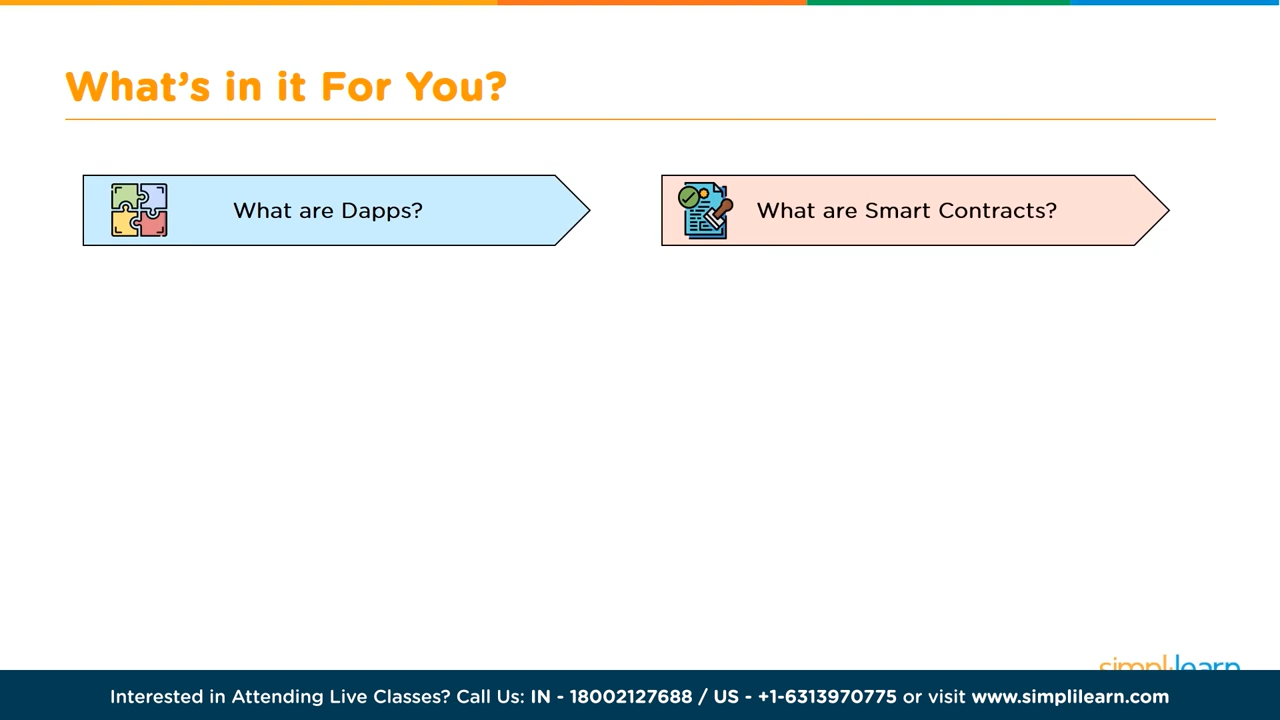 What's in it For You?
What are Dapps?
What are Smart Contracts?
simplilearn
Interested in Attending Live Classes? Call Us: IN - 18002127688 / US - +1-6313970775 or visit www.simplilearn.com